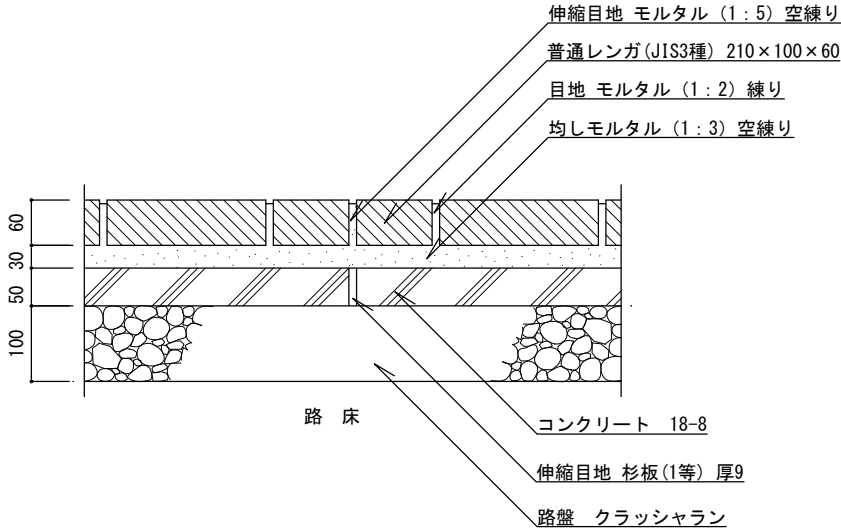 伸縮目地 モルタル (1:5) 空練り
普通レンガ(JIS3種) 210×100×60
目地 モルタル (1:2) 練り
均しモルタル (1:3) 空練り
60
30
50
100
路 床
コンクリート 18-8
伸縮目地 杉板(1等) 厚9
路盤 クラッシャラン